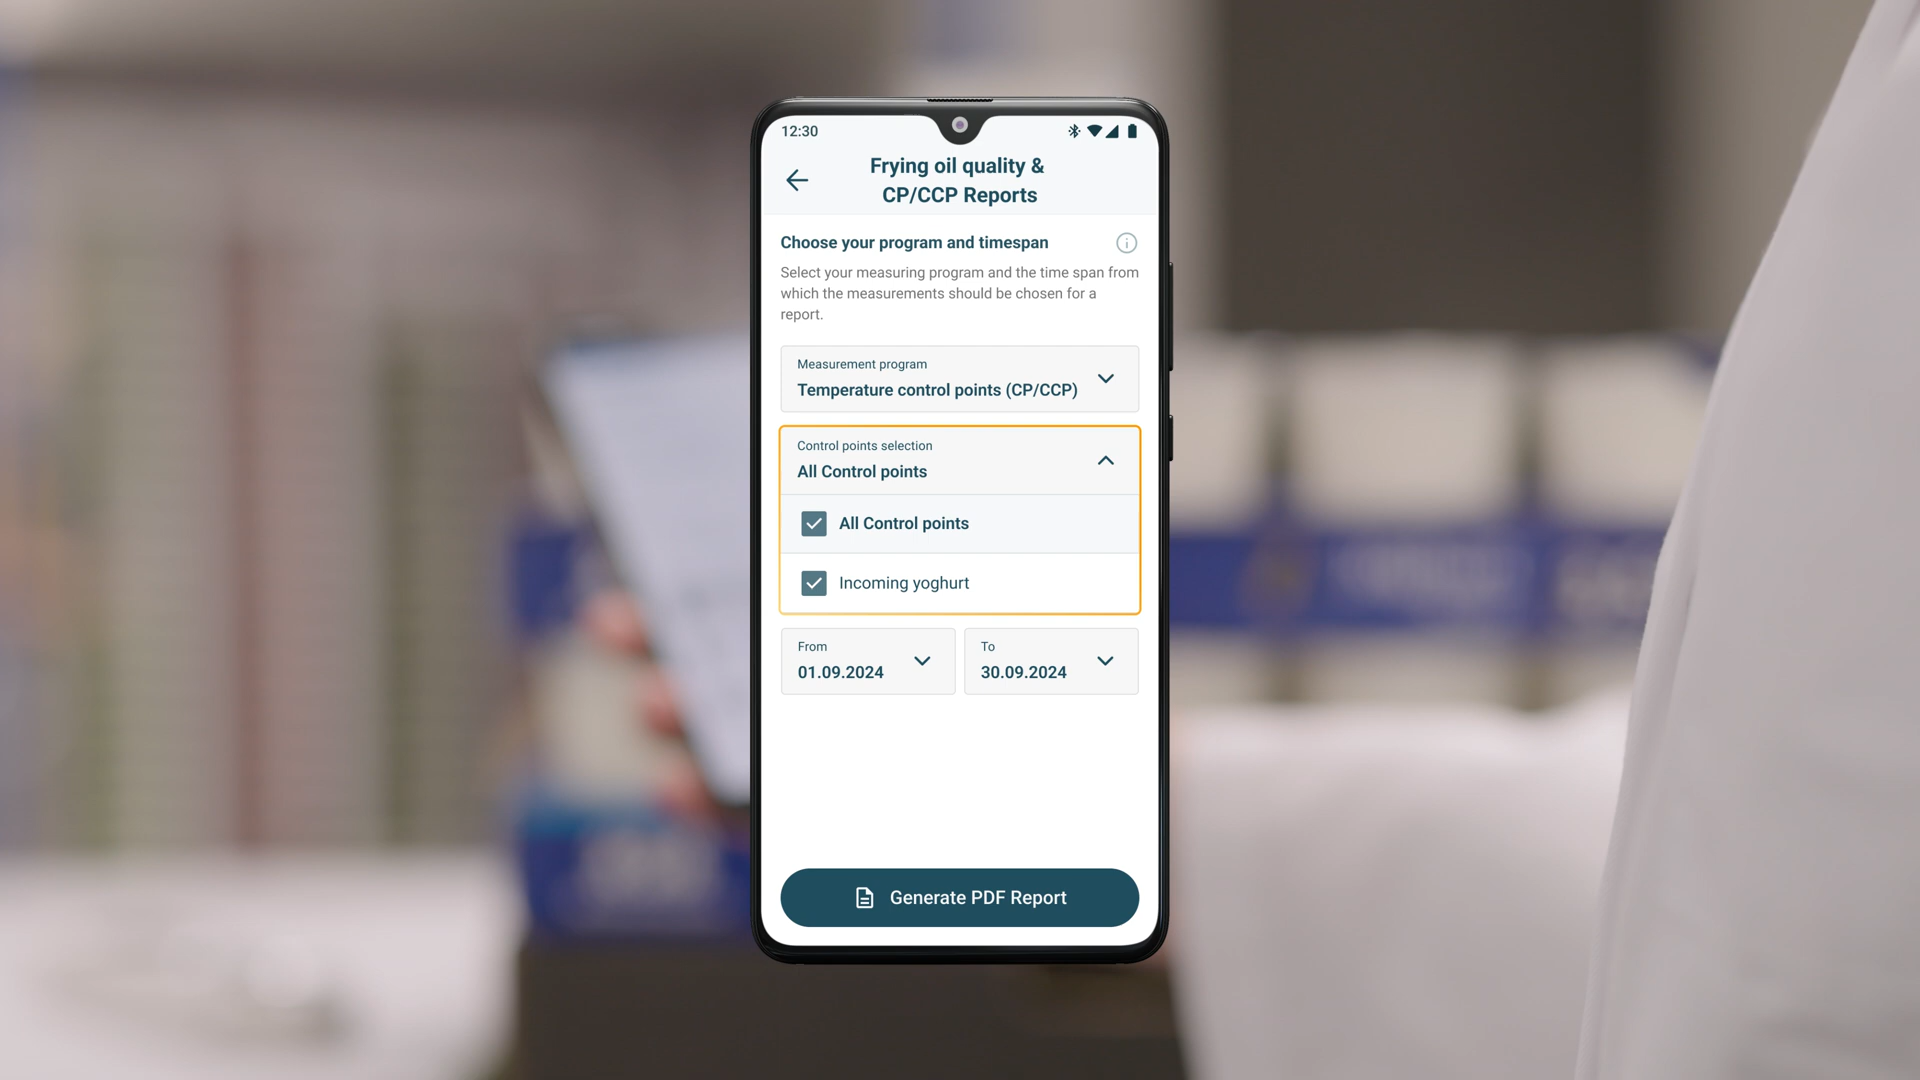 12:30
Frying oil quality &
CP/CCP Reports
Choose your program and timespan
Select your measuring program and the time span from
which the measurements should be chosen for a
report.
Measurement program
Temperature control points (CP/CCP)
Control points selection
All Control points
All Control points
Incoming yoghurt
From
01.09.2024
To
30.09.2024
Generate PDF Report